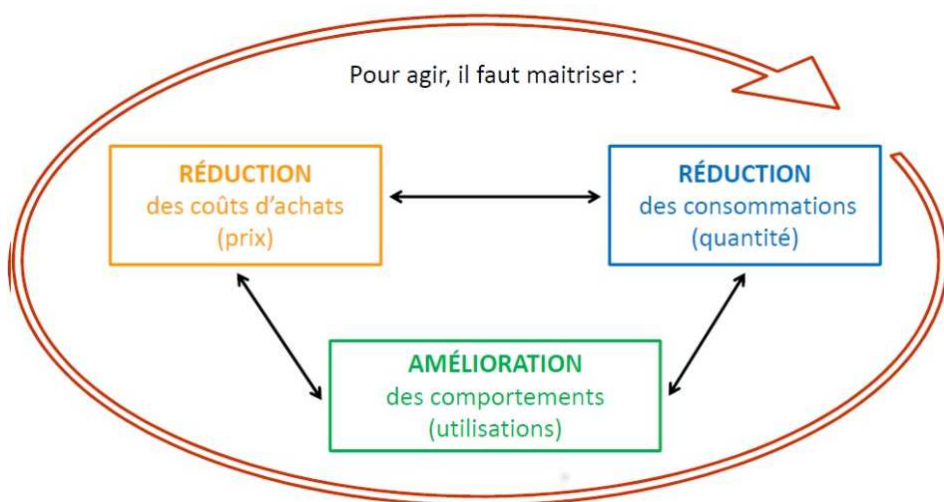 Pour agir, il faut maitriser :
RÉDUCTION
des coûts d'achats
(prix)
RÉDUCTION
des consommations
(quantité)
AMÉLIORATION
des comportements
(utilisations)